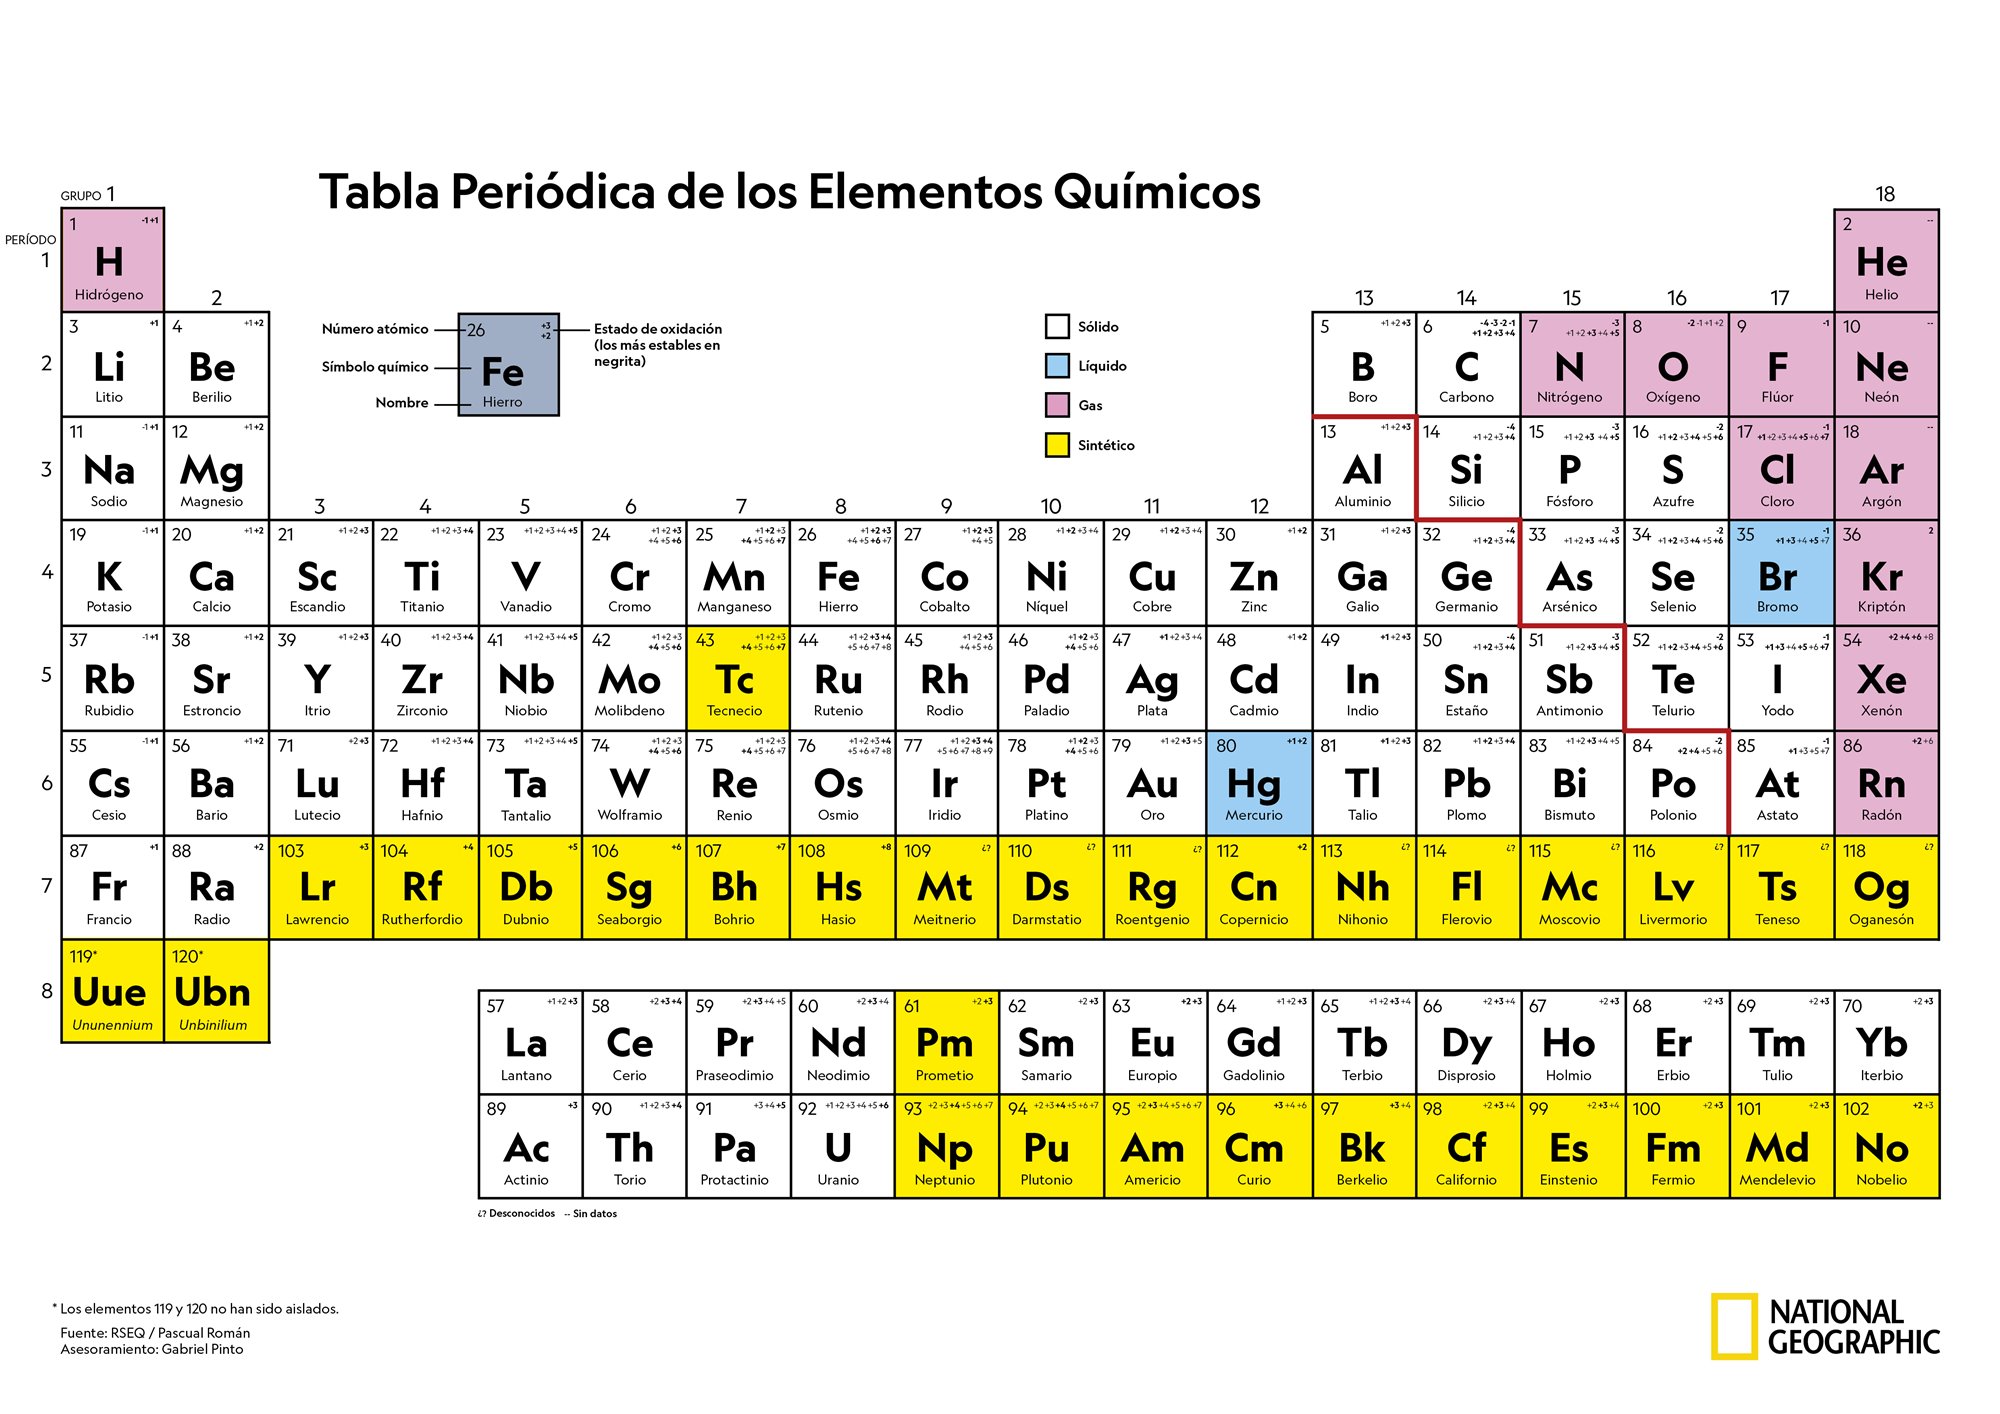 Tabla Periódica de los Elementos Químicos
GRUPO 1
18
PERÍODO
1
1 -1 +1
H
Hidrógeno
2 --
He
Helio
2
13 14 15 16 17
Número atómico
Símbolo químico
Nombre
26 +3
+2
Fe
Hierro
Estado de oxidación
(los más estables en
negrita)
Sólido
Líquido
Gas
Sintético
2
3 +1
Li
Litio
4 +1 +2
Be
Berilio
5 +1 +2 +3
B
Boro
6 -4 -3 -2 -1
+1 +2 +3 +4
C
Carbono
7 -3
+1 +2 +3 +4 +5
N
Nitrógeno
8 -2 -1 +1 +2
O
Oxígeno
9 -1
F
Flúor
10 --
Ne
Neón
3
11 -1 +1
Na
Sodio
12 +1 +2
Mg
Magnesio
13 +1 +2 +3
Al
Aluminio
14 -4
+1 +2 +3 +4
Si
Silicio
15 -3
+1 +2 +3 +4 +5
P
Fósforo
16 -2
+1 +2 +3 +4 +5 +6
S
Azufre
17 -1
+1 +2 +3 +4 +5 +6 +7
Cl
Cloro
18 --
Ar
Argón
3 4 5 6 7 8 9 10 11 12
4
19 -1 +1
K
Potasio
20 +1 +2
Ca
Calcio
21 +1 +2 +3
Sc
Escandio
22 +1 +2 +3 +4
Ti
Titanio
23 +1 +2 +3 +4 +5
V
Vanadio
24 +1 +2 +3
+4 +5 +6
Cr
Cromo
25 +1 +2 +3
+4 +5 +6 +7
Mn
Manganeso
26 +1 +2 +3
+4 +5 +6 +7
Fe
Hierro
27 +1 +2 +3
+4 +5
Co
Cobalto
28 +1 +2 +3 +4
Ni
Níquel
29 +1 +2 +3 +4
Cu
Cobre
30 +1 +2
Zn
Zinc
31 +1 +2 +3
Ga
Galio
32 -4
+1 +2 +3 +4
Ge
Germanio
33 -3
+1 +2 +3 +4 +5
As
Arsénico
34 -2
+1 +2 +3 +4 +5 +6
Se
Selenio
35 -1
+1 +3 +4 +5 +7
Br
Bromo
36 2
Kr
Kriptón
5
37 -1 +1
Rb
Rubidio
38 +1 +2
Sr
Estroncio
39 +1 +2 +3
Y
Itrio
40 +1 +2 +3 +4
Zr
Zirconio
41 +1 +2 +3 +4 +5
Nb
Niobio
42 +1 +2 +3
+4 +5 +6
Mo
Molibdeno
43 +1 +2 +3
+4 +5 +6 +7
Tc
Tecnecio
44 +1 +2 +3 +4
+5 +6 +7 +8
Ru
Rutenio
45 +1 +2 +3
+4 +5 +6
Rh
Rodio
46 +1 +2 +3
+4 +5 +6
Pd
Paladio
47 +1 +2 +3 +4
Ag
Plata
48 +1 +2
Cd
Cadmio
49 +1 +2 +3
In
Indio
50 -4
+1 +2 +3 +4
Sn
Estaño
51 -3
+1 +2 +3 +4 +5
Sb
Antimonio
52 -2
+1 +2 +3 +4 +5 +6
Te
Telurio
53 -1
+1 +3 +4 +5 +6 +7
I
Yodo
54 +2 +4 +6 +8
Xe
Xenón
6
55 -1 +1
Cs
Cesio
56 +1 +2
Ba
Bario
71 +2 +3
Lu
Lutecio
72 +1 +2 +3 +4
Hf
Hafnio
73 +1 +2 +3 +4 +5
Ta
Tantalio
74 +1 +2 +3
+4 +5 +6
W
Wolframio
75 +1 +2 +3
+4 +5 +6 +7
Re
Renio
76 +1 +2 +3 +4
+5 +6 +7 +8
Os
Osmio
77 +1 +2 +3 +4
+5 +6 +7 +8 +9
Ir
Iridio
78 +1 +2 +3
+4 +5 +6
Pt
Platino
79 +1 +2 +3 +5
Au
Oro
80 +1 +2
Hg
Mercurio
81 +1 +2 +3
Tl
Talio
82 +1 +2 +3 +4
Pb
Plomo
83 +1 +2 +3 +4 +5
Bi
Bismuto
84 -2
+2 +4 +5 +6
Po
Polonio
85 -1
+1 +3 +5 +7
At
Astato
86 +2 +6
Rn
Radón
7
87 +1
Fr
Francio
88 +2
Ra
Radio
103 +3
Lr
Lawrencio
104 +4
Rf
Rutherfordio
105 +5
Db
Dubnio
106 +6
Sg
Seaborgio
107 +7
Bh
Bohrio
108 +8
Hs
Hasio
109 ¿?
Mt
Meitnerio
110 ¿?
Ds
Darmstatio
111 ¿?
Rg
Roentgenio
112 +2
Cn
Copernicio
113 ¿?
Nh
Nihonio
114 ¿?
Fl
Flerovio
115 ¿?
Mc
Moscovio
116 ¿?
Lv
Livermorio
117 ¿?
Ts
Teneso
118 ¿?
Og
Oganesón
8
119*
Uue
Ununennium
120*
Ubn
Unbinilium
57 +1 +2 +3
La
Lantano
58 +2 +3 +4
Ce
Cerio
59 +2 +3 +4 +5
Pr
Praseodimio
60 +2 +3 +4
Nd
Neodimio
61 +2 +3
Pm
Prometio
62 +2 +3
Sm
Samario
63 +2 +3
Eu
Europio
64 +1 +2 +3
Gd
Gadolinio
65 +1 +2 +3 +4
Tb
Terbio
66 +2 +3 +4
Dy
Disprosio
67 +2 +3
Ho
Holmio
68 +2 +3
Er
Erbio
69 +2 +3
Tm
Tulio
70 +2 +3
Yb
Iterbio
89 +3
Ac
Actinio
90 +1 +2 +3 +4
Th
Torio
91 +3 +4 +5
Pa
Protactinio
92 +1 +2 +3 +4 +5 +6
U
Uranio
93 +2 +3 +4 +5 +6 +7
Np
Neptunio
94 +2 +3 +4 +5 +6 +7
Pu
Plutonio
95 +2 +3 +4 +5 +6 +7
Am
Americio
96 +3 +4 +6
Cm
Curio
97 +3 +4
Bk
Berkelio
98 +2 +3 +4
Cf
Californio
99 +2 +3 +4
Es
Einstenio
100 +2 +3
Fm
Fermio
101 +2 +3
Md
Mendelevio
102 +2 +3
No
Nobelio
¿? Desconocidos -- Sin datos
* Los elementos 119 y 120 no han sido aislados.
Fuente: RSEQ / Pascual Román
Asesoramiento: Gabriel Pinto
NATIONAL
GEOGRAPHIC